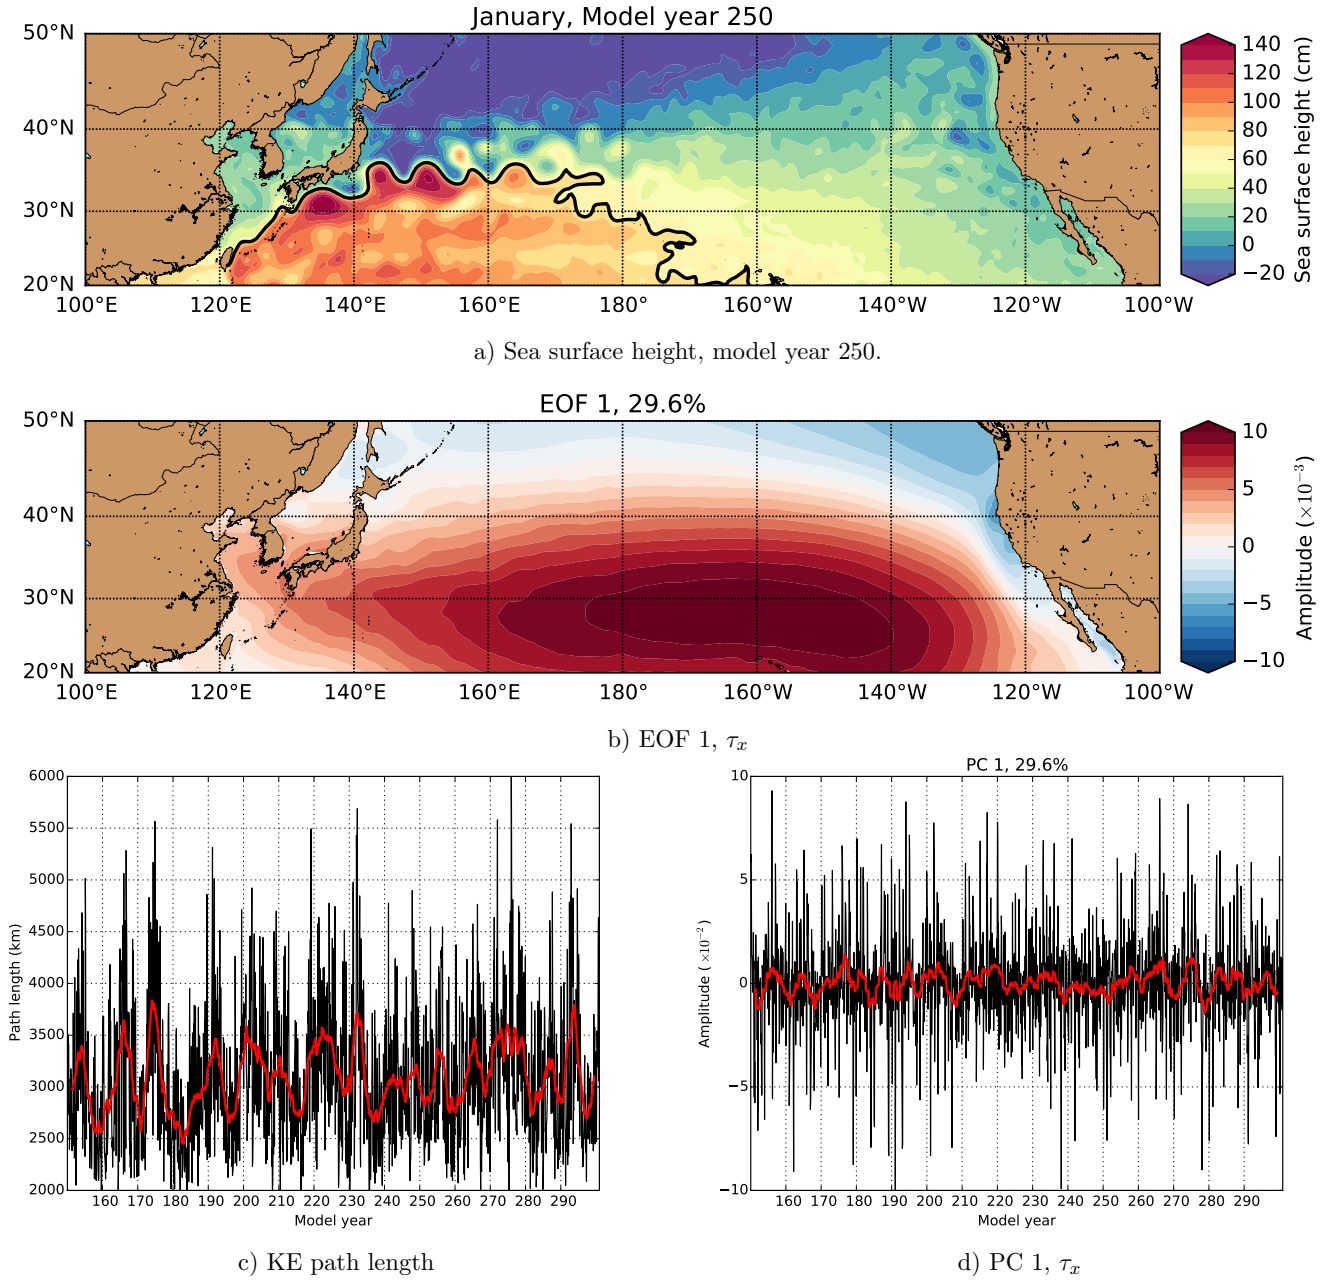 January, Model year 250
50°N
40°N
30°N
20°N
100°E 120°E 140°E 160°E 180° 160°W 140°W 120°W 100°W
140
120
100
80
60
40
20
0
−20
Sea surface height (cm)
a) Sea surface height, model year 250.
EOF 1, 29.6%
50°N
40°N
30°N
20°N
100°E 120°E 140°E 160°E 180° 160°W 140°W 120°W 100°W
10
5
0
−5
−10
Amplitude (×10⁻³)
b) EOF 1, τₓ
6000
5500
5000
4500
4000
3500
3000
2500
2000
Path length (km)
160 170 180 190 200 210 220 230 240 250 260 270 280 290
Model year
c) KE path length
PC 1, 29.6%
10
5
0
−5
−10
Amplitude ( ×10⁻²)
160 170 180 190 200 210 220 230 240 250 260 270 280 290
Model year
d) PC 1, τₓ